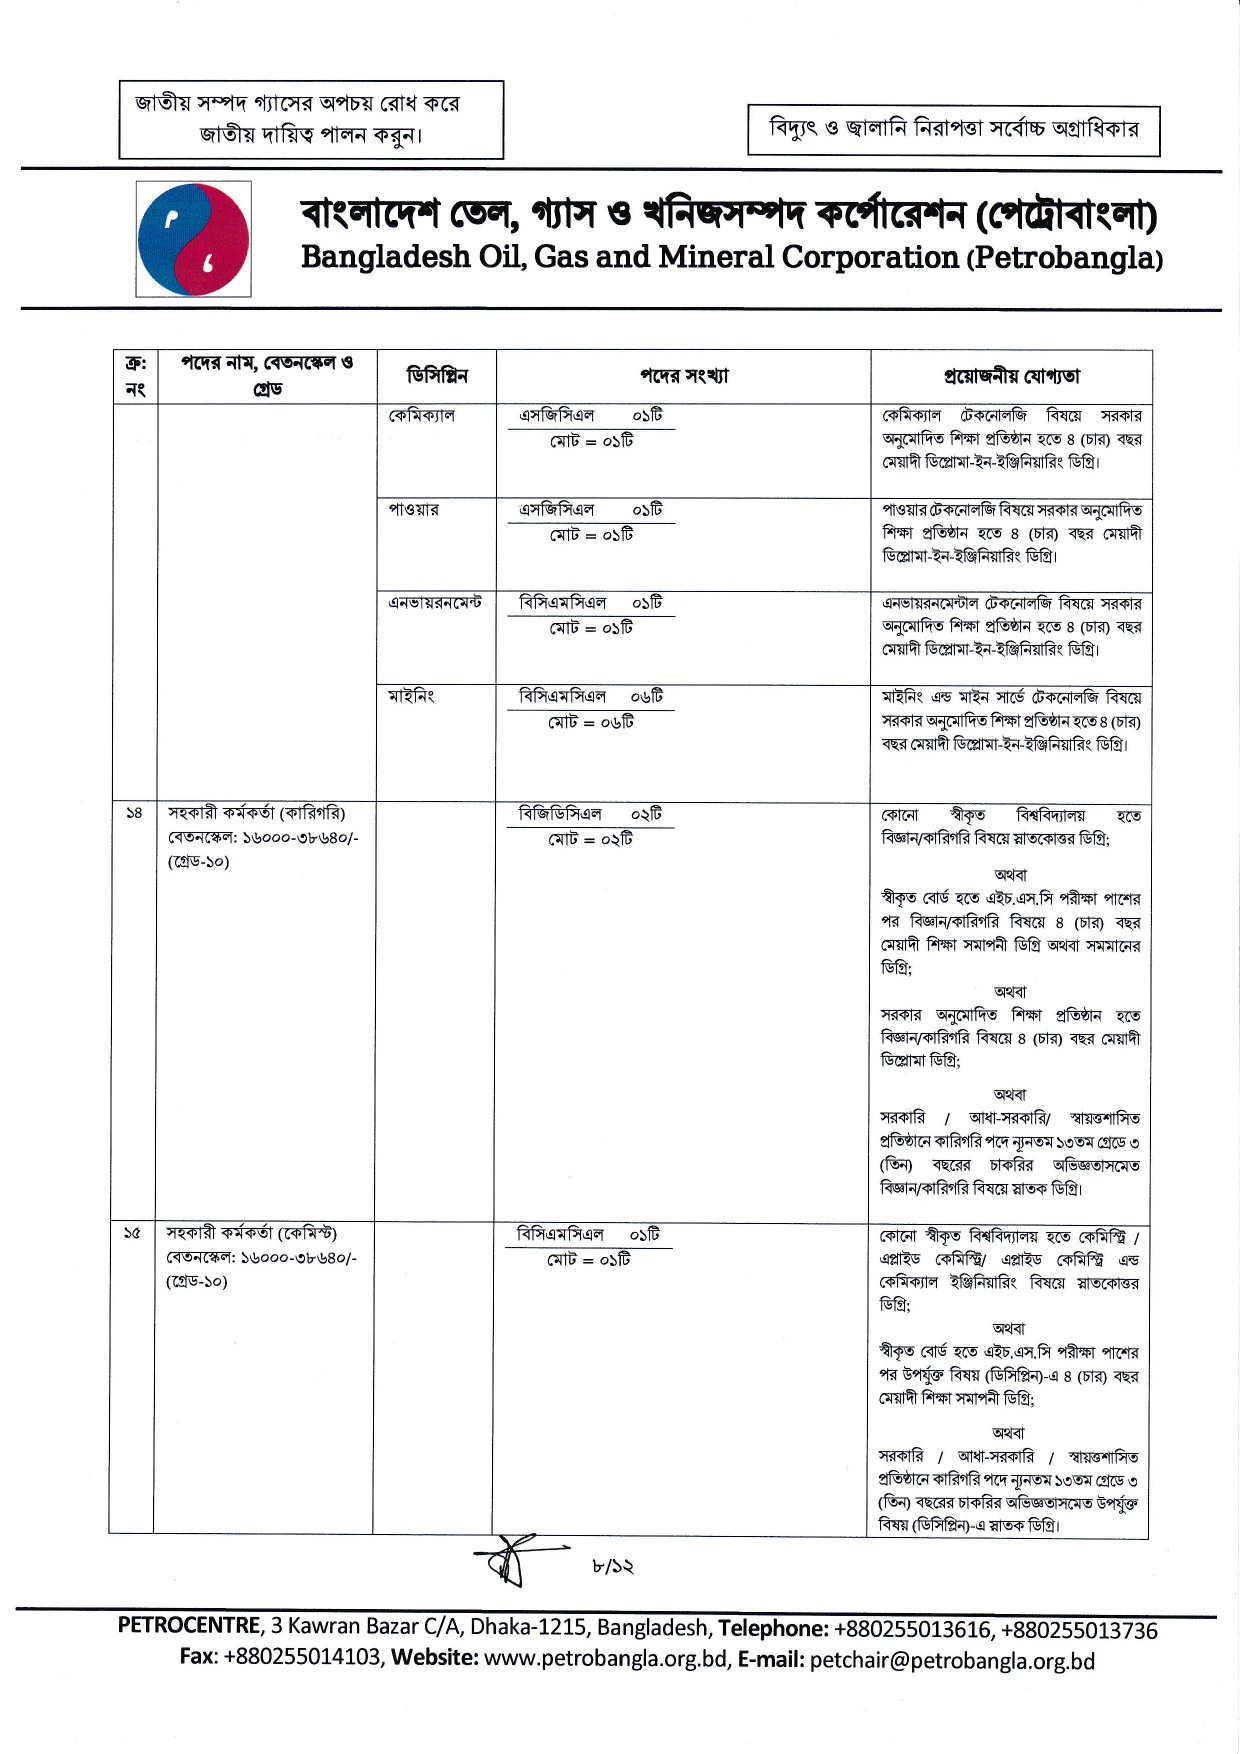 জাতীয় সম্পদ গ্যাসের অপচয় রোধ করে
জাতীয় দায়িত্ব পালন করুন।
বিদ্যুৎ ও জ্বালানি নিরাপত্তা সর্বোচ্চ অগ্রাধিকার
বাংলাদেশ তেল, গ্যাস ও খনিজসম্পদ কর্পোরেশন (পেট্রোবাংলা)
Bangladesh Oil, Gas and Mineral Corporation (Petrobangla)
ক্র: নং
পদের নাম, বেতনস্কেল ও গ্রেড
ডিসিপ্লিন
পদের সংখ্যা
প্রয়োজনীয় যোগ্যতা
কেমিক্যাল
এসজিসিএল ০১টি
মোট = ০১টি
কেমিক্যাল টেকনোলজি বিষয়ে সরকার
অনুমোদিত শিক্ষা প্রতিষ্ঠান হতে ৪ (চার) বছর
মেয়াদী ডিপ্লোমা-ইন-ইঞ্জিনিয়ারিং ডিগ্রি।
পাওয়ার
এসজিসিএল ০১টি
মোট = ০১টি
পাওয়ার টেকনোলজি বিষয়ে সরকার অনুমোদিত
শিক্ষা প্রতিষ্ঠান হতে ৪ (চার) বছর মেয়াদী
ডিপ্লোমা-ইন-ইঞ্জিনিয়ারিং ডিগ্রি।
এনভায়রনমেন্ট
বিসিএমসিএল ০১টি
মোট = ০১টি
এনভায়রনমেন্টাল টেকনোলজি বিষয়ে সরকার
অনুমোদিত শিক্ষা প্রতিষ্ঠান হতে ৪ (চার) বছর
মেয়াদী ডিপ্লোমা-ইন-ইঞ্জিনিয়ারিং ডিগ্রি।
মাইনিং
বিসিএমসিএল ০৬টি
মোট = ০৬টি
মাইনিং এন্ড মাইন সার্ভে টেকনোলজি বিষয়ে
সরকার অনুমোদিত শিক্ষা প্রতিষ্ঠান হতে ৪ (চার)
বছর মেয়াদী ডিপ্লোমা-ইন-ইঞ্জিনিয়ারিং ডিগ্রি।
১৪
সহকারী কর্মকর্তা (কারিগরি)
বেতনস্কেল: ১৬০০০-৩৮৬৪০/-
(গ্রেড-১০)
বিজিডিসিএল ০২টি
মোট = ০২টি
কোনো স্বীকৃত বিশ্ববিদ্যালয় হতে
বিজ্ঞান/কারিগরি বিষয়ে স্নাতকোত্তর ডিগ্রি;
অথবা
স্বীকৃত বোর্ড হতে এইচ.এস.সি পরীক্ষা পাশের
পর বিজ্ঞান/কারিগরি বিষয়ে ৪ (চার) বছর
মেয়াদী শিক্ষা সমাপনী ডিগ্রি অথবা সমমানের
ডিগ্রি;
অথবা
সরকার অনুমোদিত শিক্ষা প্রতিষ্ঠান হতে
বিজ্ঞান/কারিগরি বিষয়ে ৪ (চার) বছর মেয়াদী
ডিপ্লোমা ডিগ্রি;
অথবা
সরকারি / আধা-সরকারি/ স্বায়ত্তশাসিত
প্রতিষ্ঠানে কারিগরি পদে ন্যূনতম ১৩তম গ্রেডে ৩
(তিন) বছরের চাকরির অভিজ্ঞতাসমেত
বিজ্ঞান/কারিগরি বিষয়ে স্নাতক ডিগ্রি।
১৫
সহকারী কর্মকর্তা (কেমিস্ট)
বেতনস্কেল: ১৬০০০-৩৮৬৪০/-
(গ্রেড-১০)
বিসিএমসিএল ০১টি
মোট = ০১টি
কোনো স্বীকৃত বিশ্ববিদ্যালয় হতে কেমিস্ট্রি /
এপ্লাইড কেমিস্ট্রি/ এপ্লাইড কেমিস্ট্রি এন্ড
কেমিক্যাল ইঞ্জিনিয়ারিং বিষয়ে স্নাতকোত্তর
ডিগ্রি;
অথবা
স্বীকৃত বোর্ড হতে এইচ.এস.সি পরীক্ষা পাশের
পর উপর্যুক্ত বিষয় (ডিসিপ্লিন)-এ ৪ (চার) বছর
মেয়াদী শিক্ষা সমাপনী ডিগ্রি;
অথবা
সরকারি / আধা-সরকারি / স্বায়ত্তশাসিত
প্রতিষ্ঠানে কারিগরি পদে ন্যূনতম ১৩তম গ্রেডে ৩
(তিন) বছরের চাকরির অভিজ্ঞতাসমেত উপর্যুক্ত
বিষয় (ডিসিপ্লিন)-এ স্নাতক ডিগ্রি।
৮/১২
PETROCENTRE, 3 Kawran Bazar C/A, Dhaka-1215, Bangladesh, Telephone: +880255013616, +880255013736
Fax: +880255014103, Website: www.petrobangla.org.bd, E-mail: petchair@petrobangla.org.bd